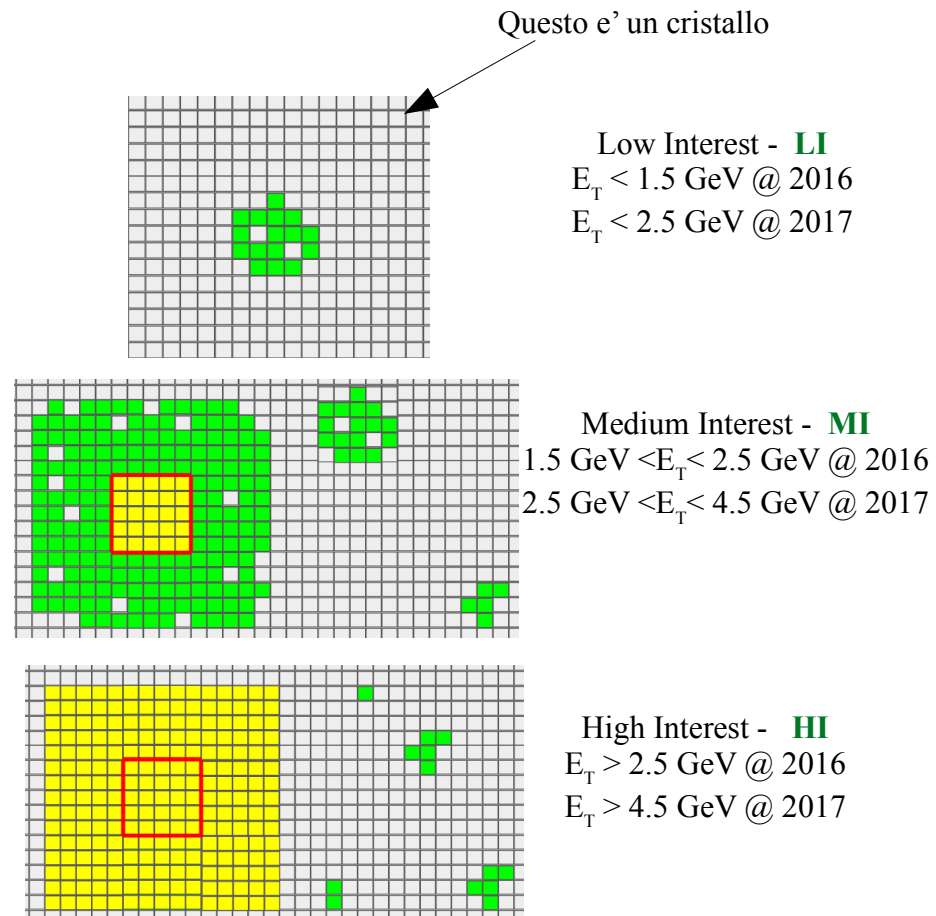 Questo e' un cristallo
Low Interest - LI
E_T < 1.5 GeV @ 2016
E_T < 2.5 GeV @ 2017
Medium Interest - MI
1.5 GeV <E_T< 2.5 GeV @ 2016
2.5 GeV <E_T< 4.5 GeV @ 2017
High Interest - HI
E_T > 2.5 GeV @ 2016
E_T > 4.5 GeV @ 2017